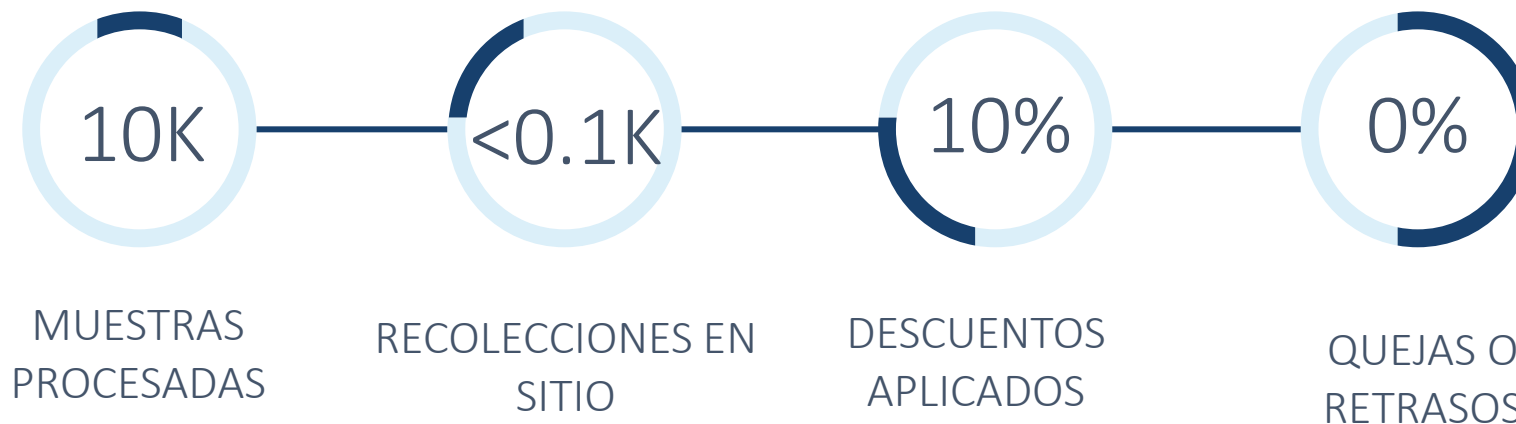 10K
<0.1K
10%
0%
MUESTRAS
PROCESADAS
RECOLECCIONES EN
SITIO
DESCUENTOS
APLICADOS
QUEJAS O
RETRASOS